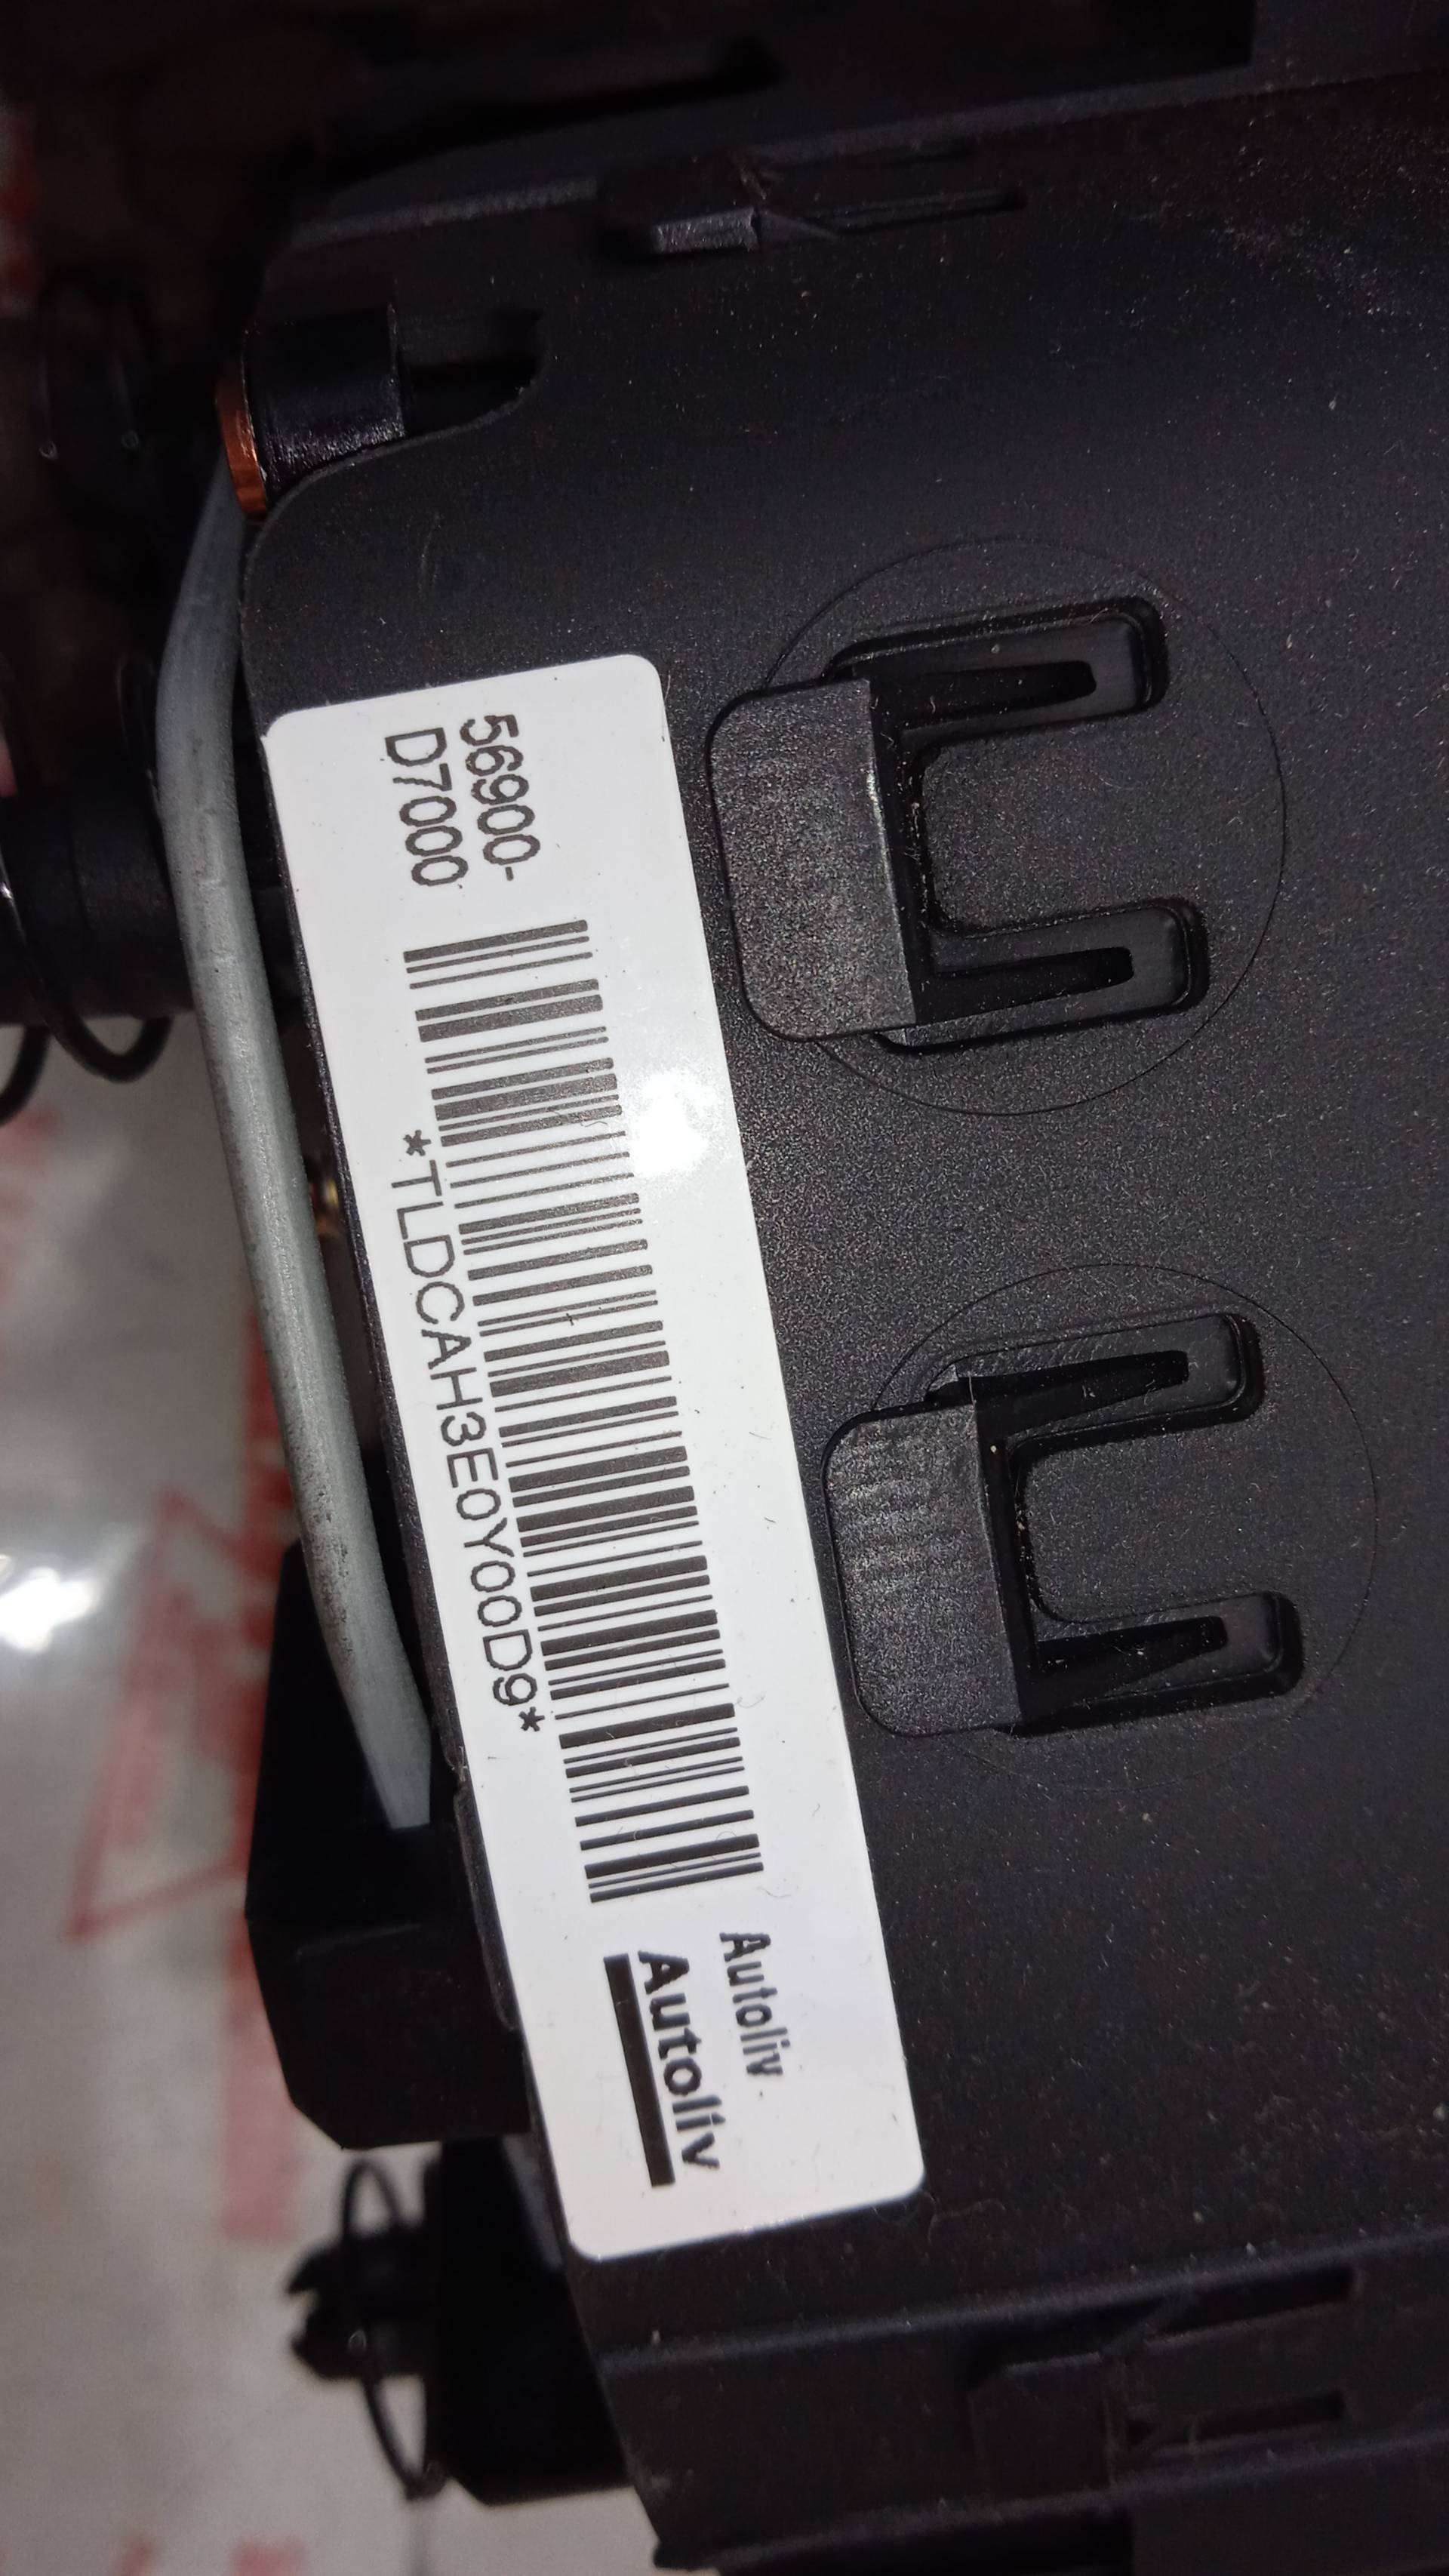 56900-
D7000
*TLDCAH3E0Y00D9*
Autoliv
Autoliv